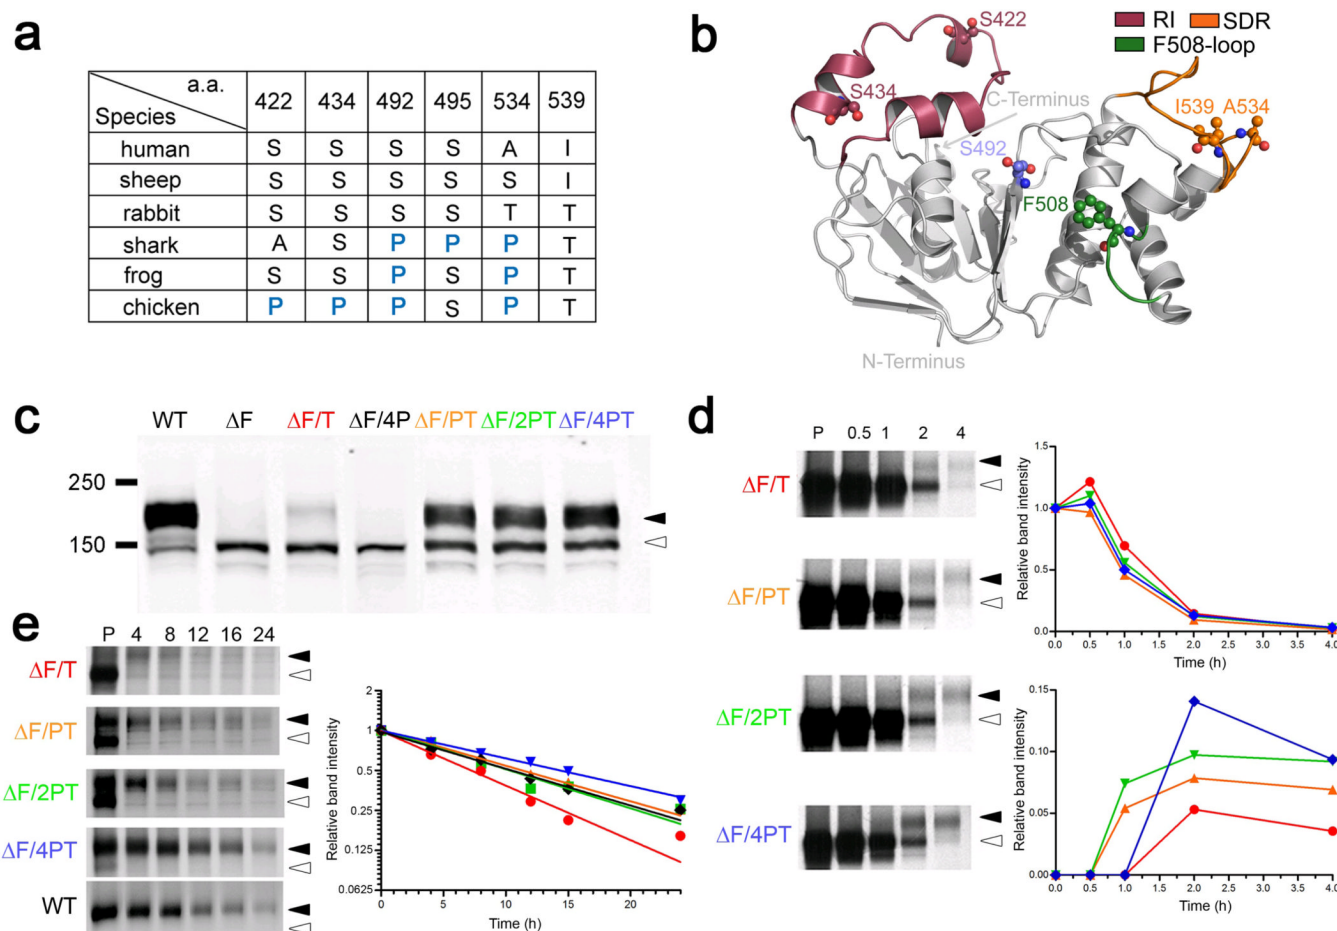 a
a.a.
Species
422 434 492 495 534 539
human S S S S A I
sheep S S S S S I
rabbit S S S S T T
shark A S P P P T
frog S S P S P T
chicken P P P S P T
b
RI SDR
F508-loop
S422
S434
C-Terminus
I539 A534
S492
F508
N-Terminus
c
WT ΔF ΔF/T ΔF/4P ΔF/PT ΔF/2PT ΔF/4PT
250
150
d
P 0.5 1 2 4
ΔF/T
ΔF/PT
ΔF/2PT
ΔF/4PT
Relative band intensity
1.5
1.0
0.5
0.0
0.0 0.5 1.0 1.5 2.0 2.5 3.0 3.5 4.0
Time (h)
Relative band intensity
0.15
0.10
0.05
0.00
0.0 0.5 1.0 1.5 2.0 2.5 3.0 3.5 4.0
Time (h)
e
P 4 8 12 16 24
ΔF/T
ΔF/PT
ΔF/2PT
ΔF/4PT
WT
Relative band intensity
2
1
0.5
0.25
0.125
0.0625
0 5 10 15 20
Time (h)